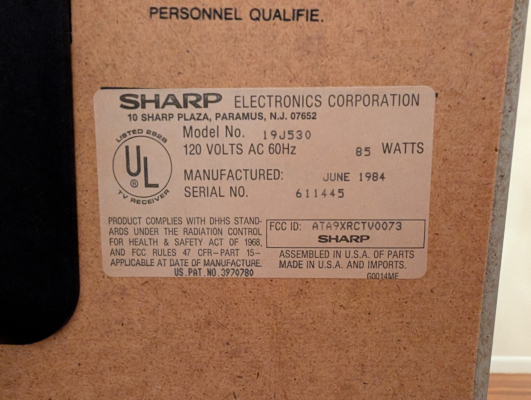 PERSONNEL QUALIFIE.
SHARP ELECTRONICS CORPORATION
10 SHARP PLAZA, PARAMUS, N.J. 07652
LISTED 282B
UL
®
TV RECEIVER
Model No. 19J530
120 VOLTS AC 60Hz 85 WATTS
MANUFACTURED: JUNE 1984
SERIAL NO. 611445
PRODUCT COMPLIES WITH DHHS STAND-
ARDS UNDER THE RADIATION CONTROL
FOR HEALTH & SAFETY ACT OF 1968,
AND FCC RULES 47 CFR-PART 15-
APPLICABLE AT DATE OF MANUFACTURE.
US.PAT NO.3970780
FCC ID: ATA9XRCTV0073
SHARP
ASSEMBLED IN U.S.A. OF PARTS
MADE IN U.S.A. AND IMPORTS.
G0014ME